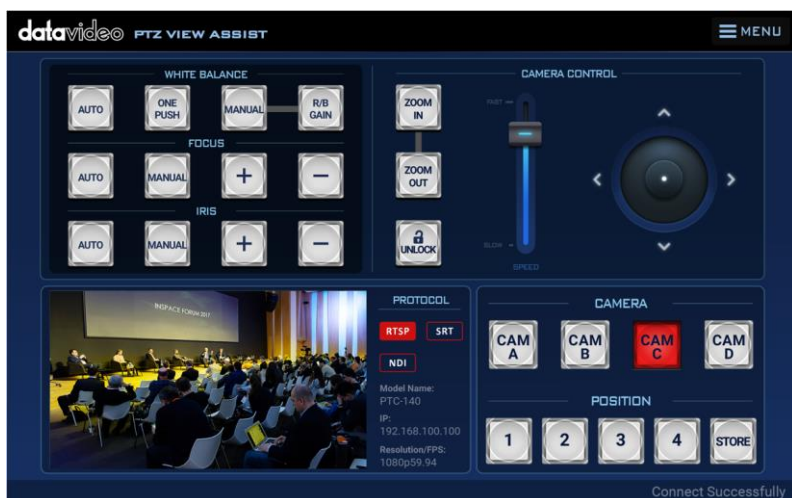 datavideo PTZ VIEW ASSIST
MENU
WHITE BALANCE
AUTO
ONE PUSH
MANUAL
R/B GAIN
FOCUS
AUTO
MANUAL
+
−
IRIS
AUTO
MANUAL
+
−
CAMERA CONTROL
ZOOM IN
ZOOM OUT
UNLOCK
FAST
SLOW
SPEED
INSPACE FORUM 2017
PROTOCOL
RTSP
SRT
NDI
Model Name:
PTC-140
IP:
192.168.100.100
Resolution/FPS:
1080p59.94
CAMERA
CAM A
CAM B
CAM C
CAM D
POSITION
1
2
3
4
STORE
Connect Successfully